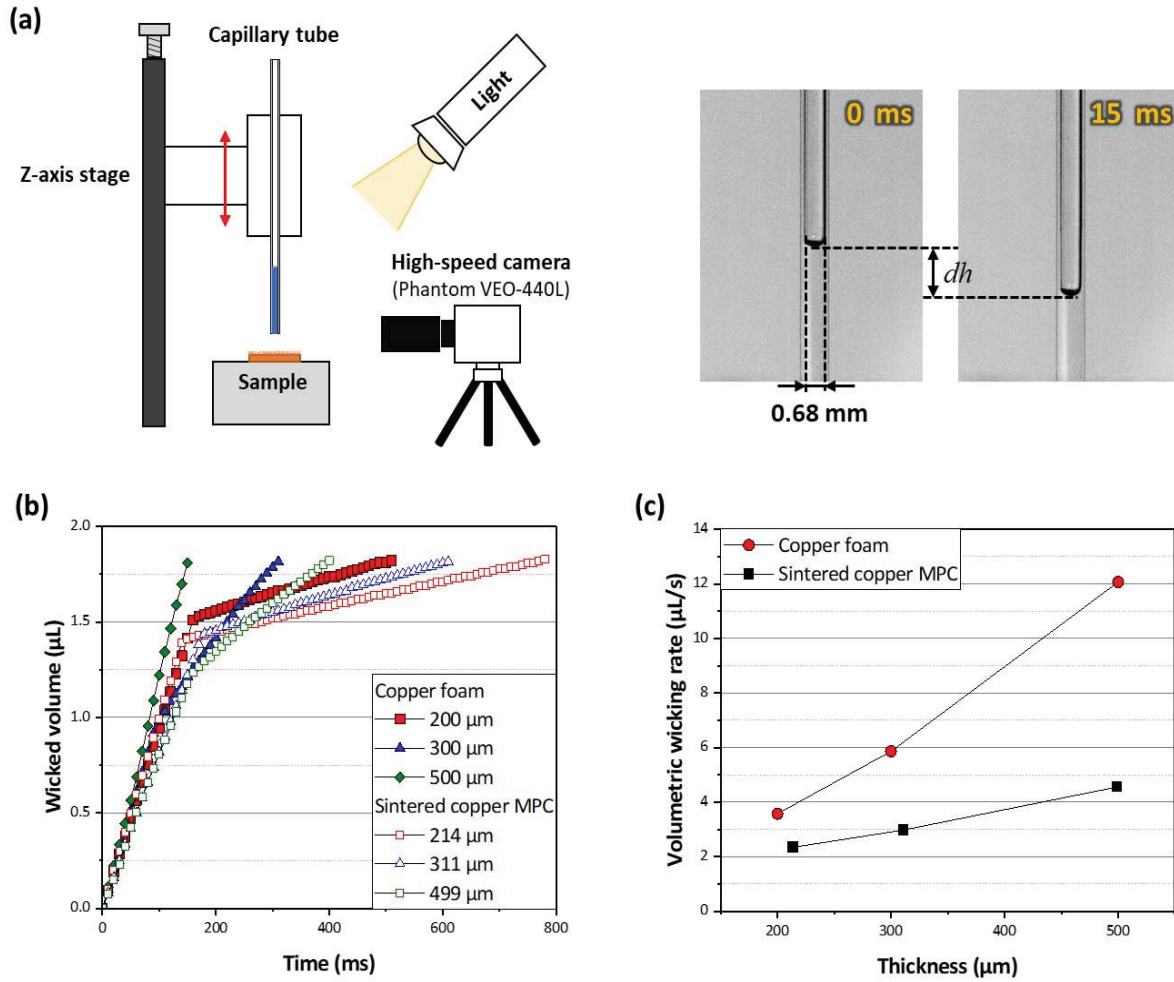 (a)
Capillary tube
Light
Z-axis stage
High-speed camera
(Phantom VEO-440L)
Sample
0 ms
15 ms
dh
0.68 mm
(b)
Wicked volume (µL)
2.0
1.5
1.0
0.5
0.0
0
200
400
600
800
Time (ms)
Copper foam
200 µm
300 µm
500 µm
Sintered copper MPC
214 µm
311 µm
499 µm
(c)
Volumetric wicking rate (µL/s)
14
12
10
8
6
4
2
0
200
300
400
500
Thickness (µm)
Copper foam
Sintered copper MPC